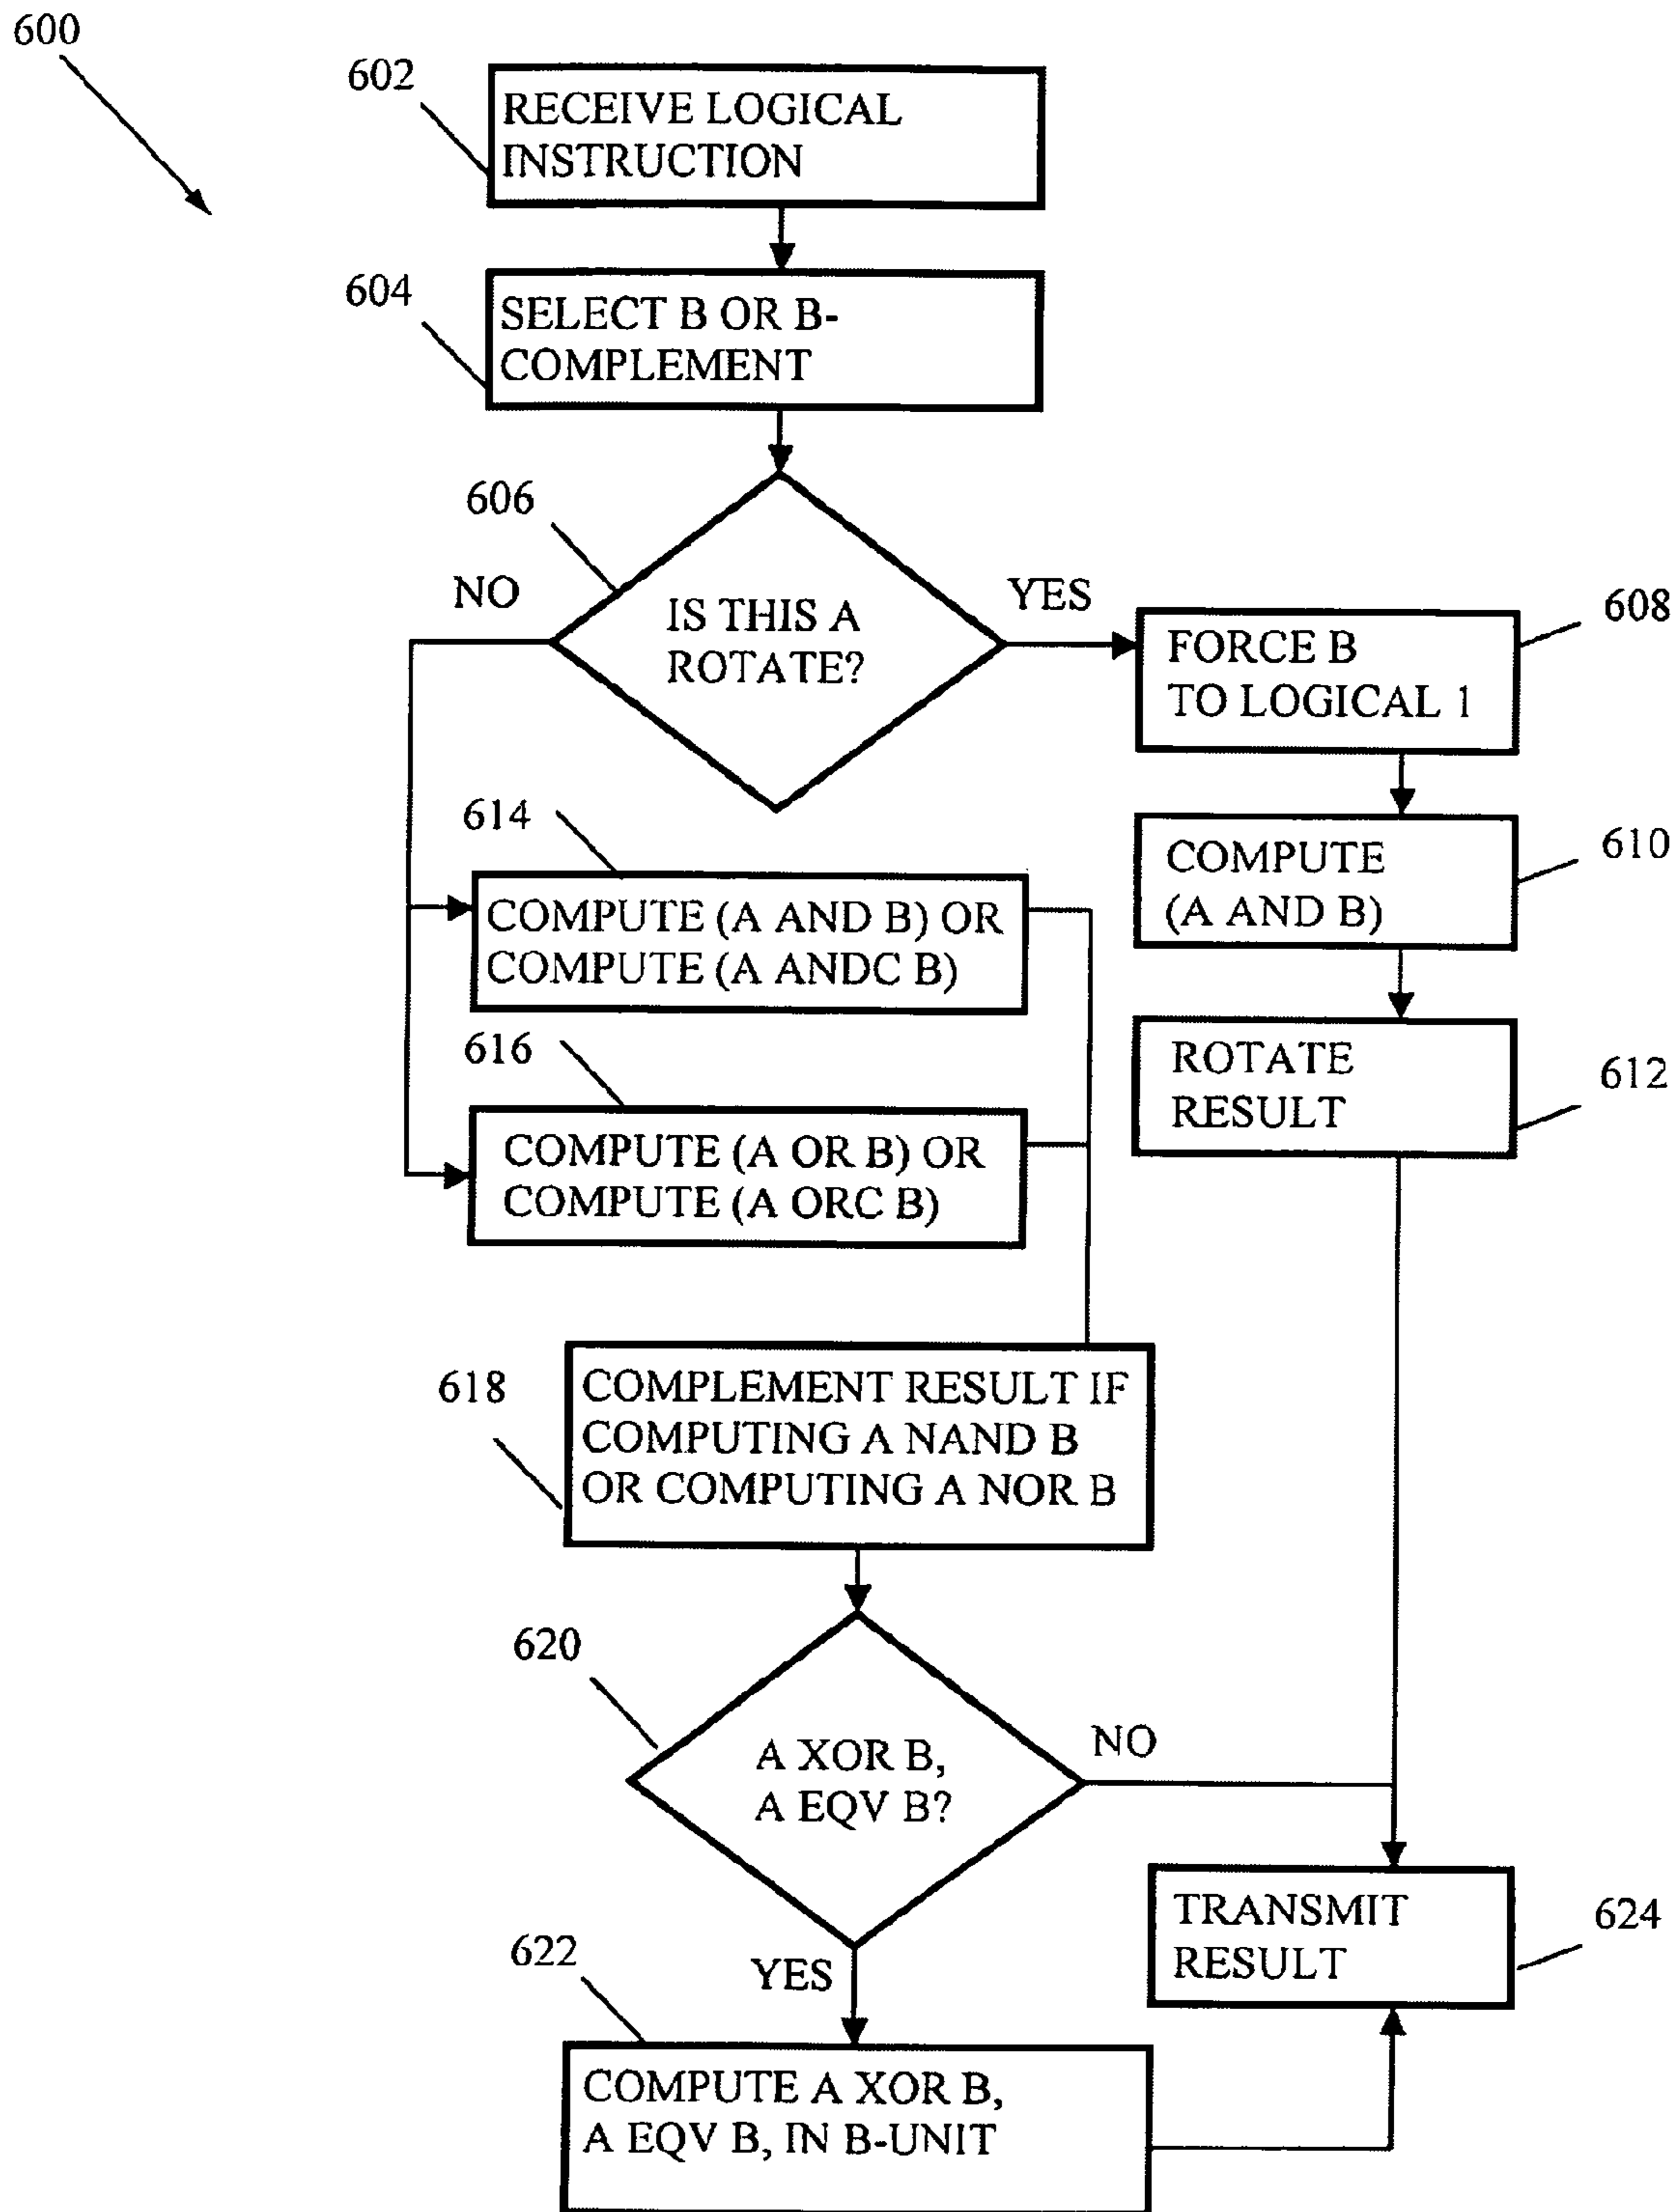 600
602
RECEIVE LOGICAL
INSTRUCTION
604
SELECT B OR B-
COMPLEMENT
606
NO
YES
IS THIS A
ROTATE?
608
FORCE B
TO LOGICAL 1
610
COMPUTE
(A AND B)
612
ROTATE
RESULT
614
COMPUTE (A AND B) OR
COMPUTE (A ANDC B)
616
COMPUTE (A OR B) OR
COMPUTE (A ORC B)
618
COMPLEMENT RESULT IF
COMPUTING A NAND B
OR COMPUTING A NOR B
620
A XOR B,
A EQV B?
NO
YES
622
COMPUTE A XOR B,
A EQV B, IN B-UNIT
624
TRANSMIT
RESULT